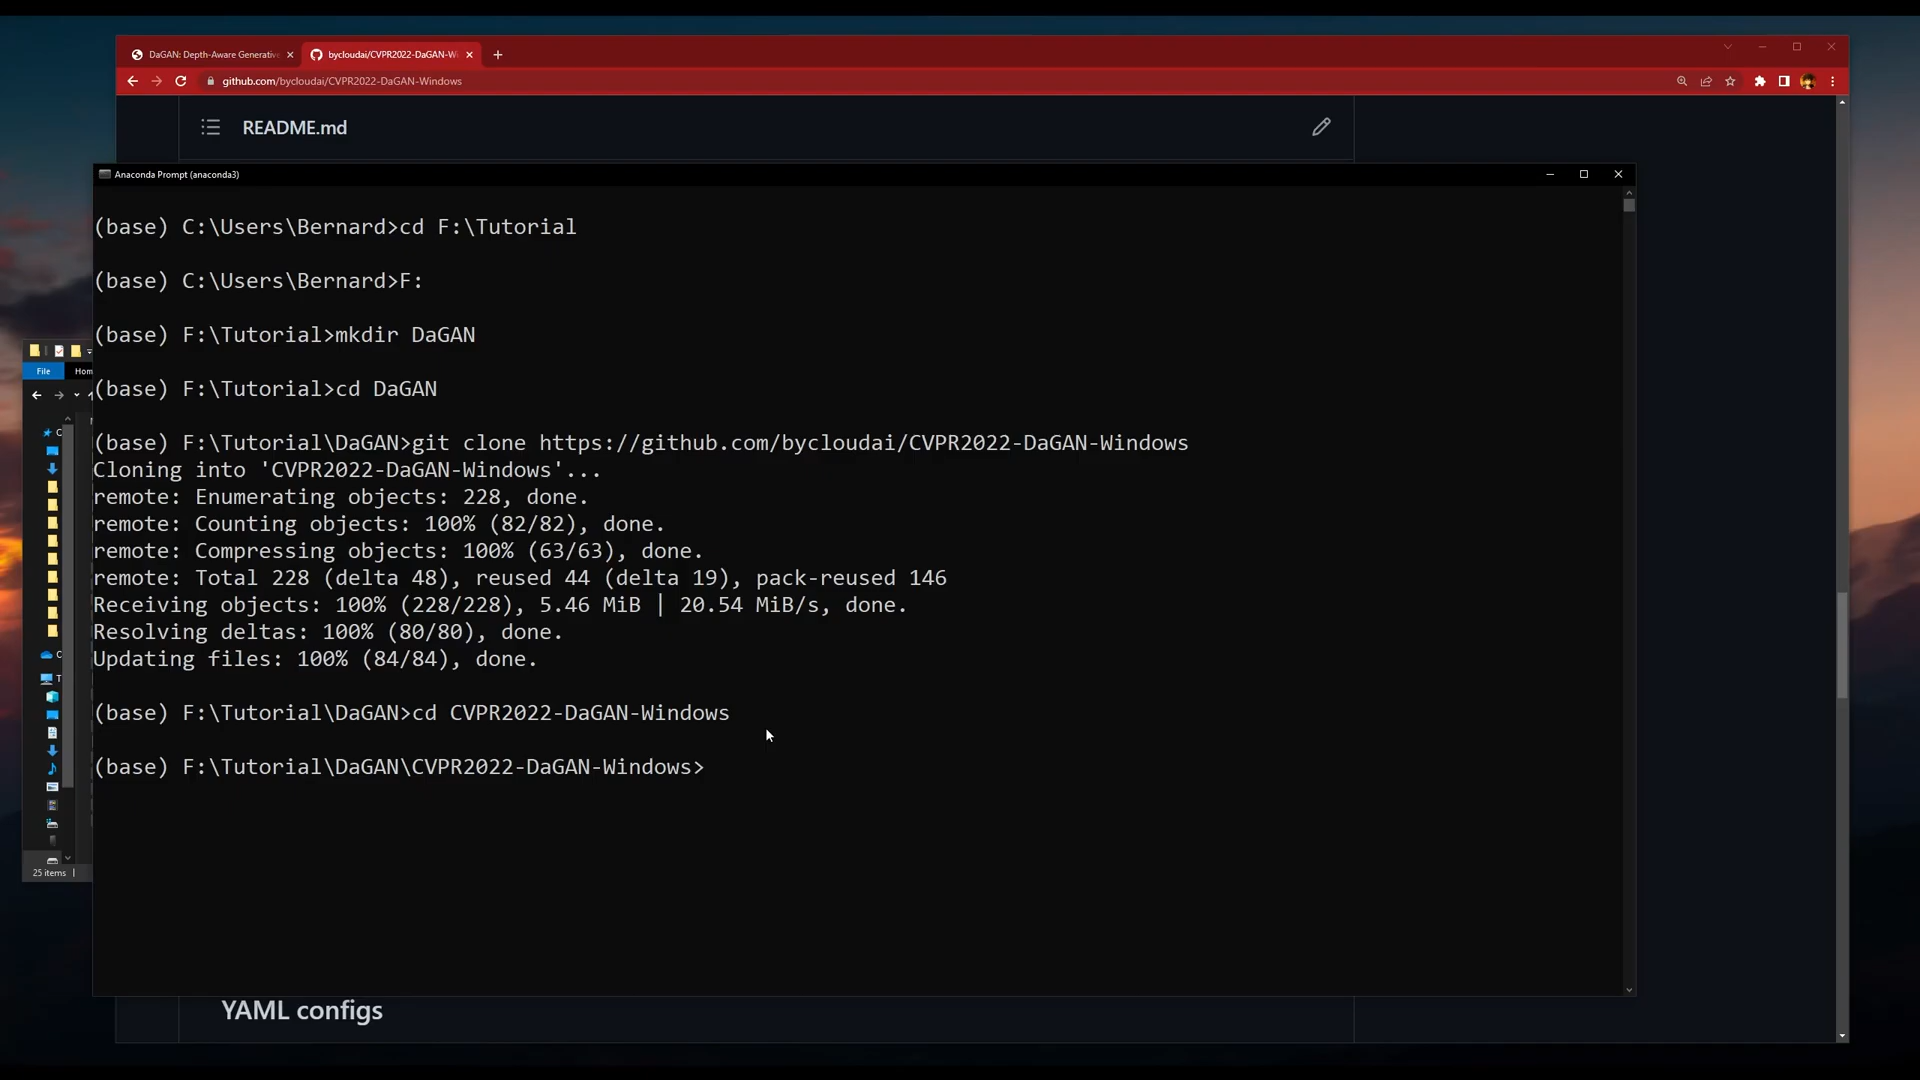 DaGAN: Depth-Aware Generative
bycloudai/CVPR2022-DaGAN-Wi
github.com/bycloudai/CVPR2022-DaGAN-Windows
README.md
Anaconda Prompt (anaconda3)
(base) C:\Users\Bernard>cd F:\Tutorial
(base) C:\Users\Bernard>F:
(base) F:\Tutorial>mkdir DaGAN
(base) F:\Tutorial>cd DaGAN
(base) F:\Tutorial\DaGAN>git clone https://github.com/bycloudai/CVPR2022-DaGAN-Windows
Cloning into 'CVPR2022-DaGAN-Windows'...
remote: Enumerating objects: 228, done.
remote: Counting objects: 100% (82/82), done.
remote: Compressing objects: 100% (63/63), done.
remote: Total 228 (delta 48), reused 44 (delta 19), pack-reused 146
Receiving objects: 100% (228/228), 5.46 MiB | 20.54 MiB/s, done.
Resolving deltas: 100% (80/80), done.
Updating files: 100% (84/84), done.
(base) F:\Tutorial\DaGAN>cd CVPR2022-DaGAN-Windows
(base) F:\Tutorial\DaGAN\CVPR2022-DaGAN-Windows>
File Hom
25 items
YAML configs